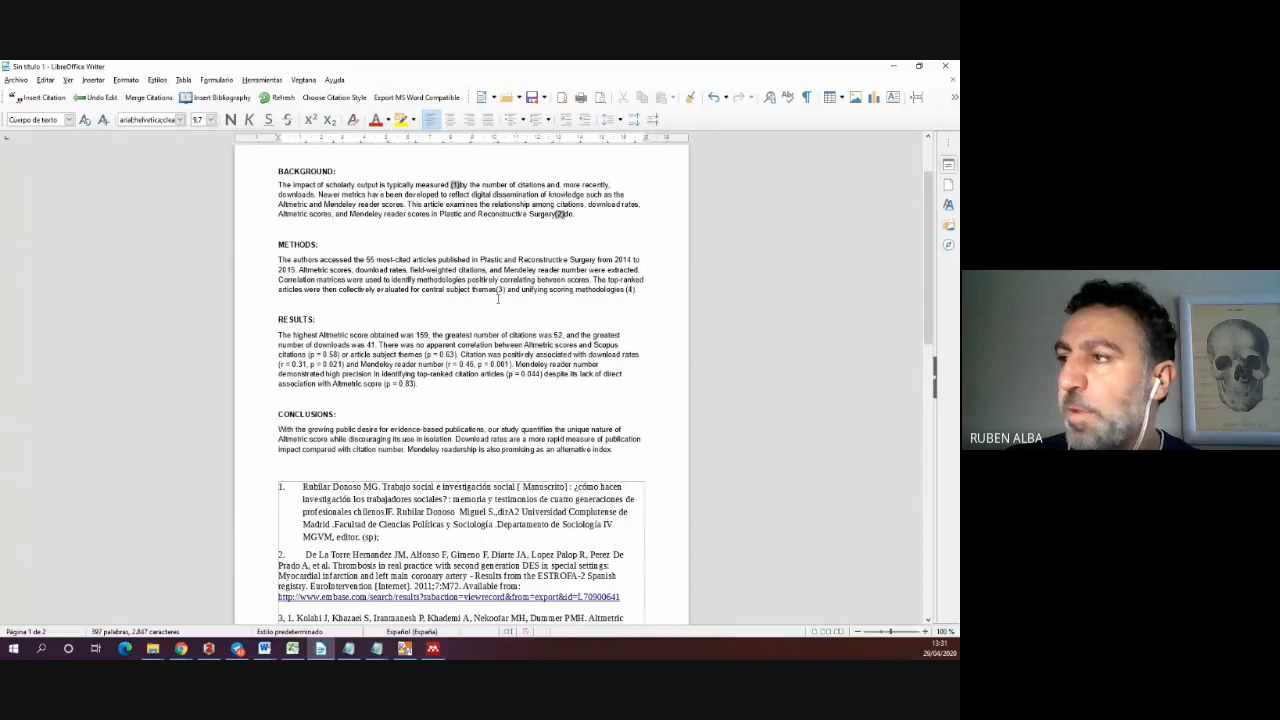 Sin título 1 - LibreOffice Writer
Archivo Editar Ver Insertar Formato Estilos Tabla Formulario Herramientas Ventana Ayuda
Insert Citation Undo Edit Merge Citations Insert Bibliography Refresh Choose Citation Style Export MS Word Compatible
Cuerpo de texto arial;helvetica;clea 9,7 N K S S X² X₂
BACKGROUND:
The impact of scholarly output is typically measured (1)by the number of citations and, more recently,
downloads. Newer metrics have been developed to reflect digital dissemination of knowledge such as the
Altmetric and Mendeley reader scores. This article examines the relationship among citations, download rates,
Altmetric scores, and Mendeley reader scores in Plastic and Reconstructive Surgery(2)do.
METHODS:
The authors accessed the 55 most-cited articles published in Plastic and Reconstructive Surgery from 2014 to
2015. Altmetric scores, download rates, field-weighted citations, and Mendeley reader number were extracted.
Correlation matrices were used to identify methodologies positively correlating between scores. The top-ranked
articles were then collectively evaluated for central subject themes(3) and unifying scoring methodologies (4).
RESULTS:
The highest Altmetric score obtained was 159, the greatest number of citations was 52, and the greatest
number of downloads was 41. There was no apparent correlation between Altmetric scores and Scopus
citations (p = 0.58) or article subject themes (p = 0.63). Citation was positively associated with download rates
(r = 0.31, p = 0.021) and Mendeley reader number (r = 0.46, p = 0.001). Mendeley reader number
demonstrated high precision in identifying top-ranked citation articles (p = 0.044) despite its lack of direct
association with Altmetric score (p = 0.83).
CONCLUSIONS:
With the growing public desire for evidence-based publications, our study quantifies the unique nature of
Altmetric score while discouraging its use in isolation. Download rates are a more rapid measure of publication
impact compared with citation number. Mendeley readership is also promising as an alternative index.
1. Rubilar Donoso MG. Trabajo social e investigación social [ Manuscrito] : ¿cómo hacen
investigación los trabajadores sociales? : memoria y testimonios de cuatro generaciones de
profesionales chilenosJF. Rubilar Donoso Miguel S.,dirA2 Universidad Complutense de
Madrid .Facultad de Ciencias Políticas y Sociología .Departamento de Sociología IV
MGVM, editor. (sp);
2. De La Torre Hernandez JM, Alfonso F, Gimeno F, Diarte JA, Lopez Palop R, Perez De
Prado A, et al. Thrombosis in real practice with second generation DES in special settings:
Myocardial infarction and left main coronary artery - Results from the ESTROFA-2 Spanish
registry. EuroIntervention [Internet]. 2011;7:M72. Available from:
http://www.embase.com/search/results?subaction=viewrecord&from=export&id=L70900641
3, 1. Kolahi J, Khazaei S, Iranmanesh P, Khademi A, Nekoofar MH, Dummer PMH. Altmetric
Página 1 de 2 397 palabras, 2.847 caracteres Estilo predeterminado Español (España) 100 %
13:31
29/04/2020
RUBEN ALBA